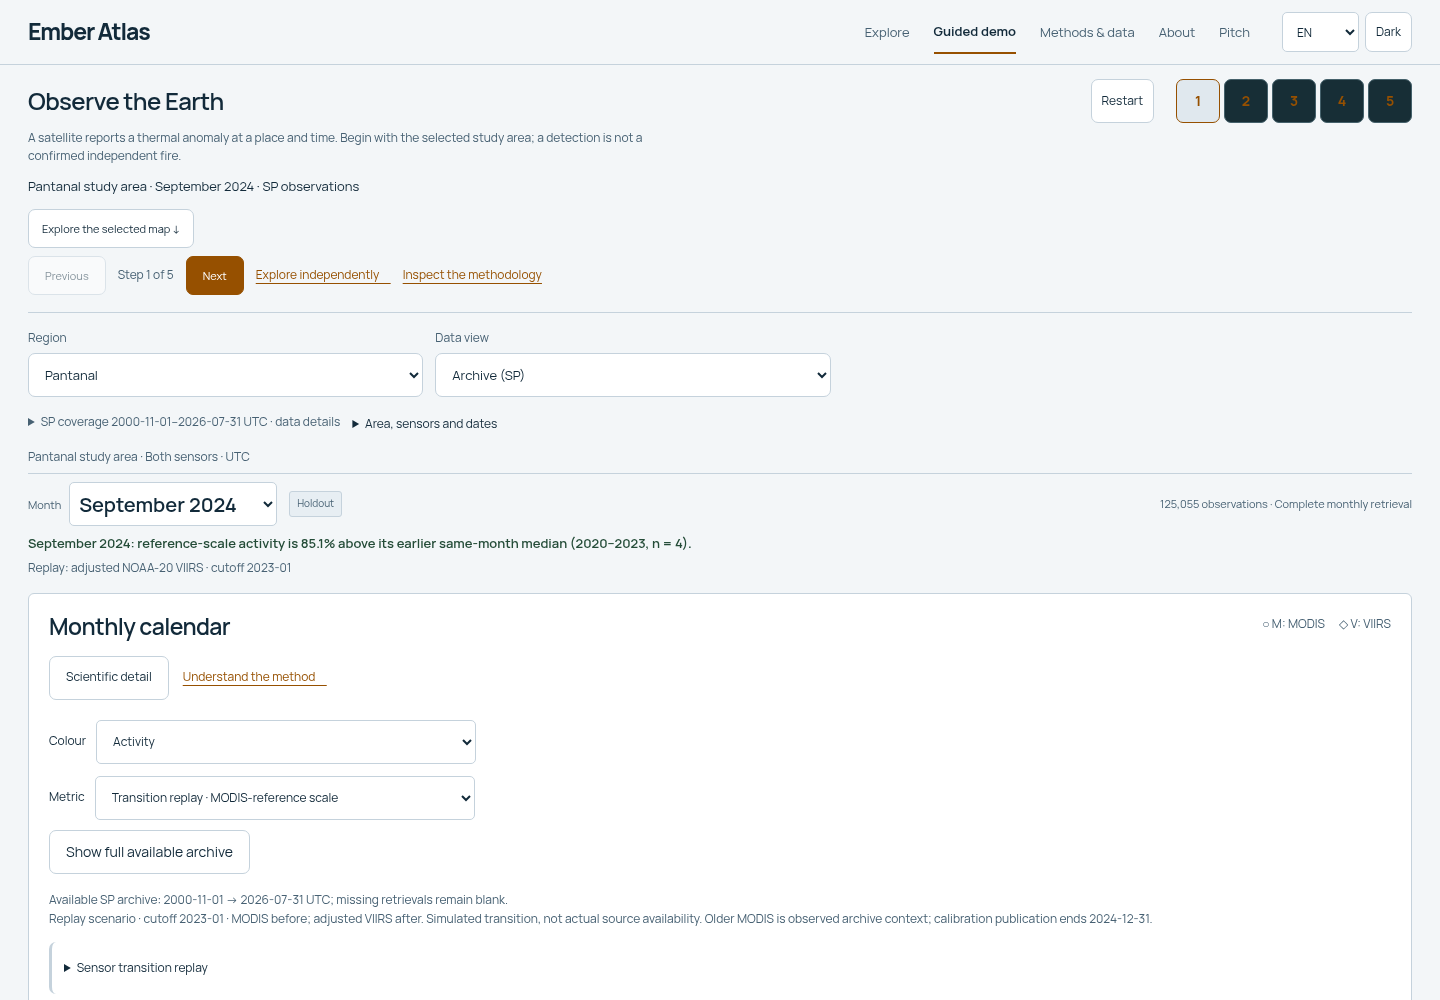 Ember Atlas
Explore
Guided demo
Methods & data
About
Pitch
EN
Dark
Observe the Earth
Restart
1
2
3
4
5
A satellite reports a thermal anomaly at a place and time. Begin with the selected study area; a detection is not a
confirmed independent fire.
Pantanal study area · September 2024 · SP observations
Explore the selected map ↓
Previous
Step 1 of 5
Next
Explore independently
Inspect the methodology
Region
Data view
Pantanal
Archive (SP)
SP coverage 2000-11-01–2026-07-31 UTC · data details
Area, sensors and dates
Pantanal study area · Both sensors · UTC
Month
September 2024
Holdout
125,055 observations · Complete monthly retrieval
September 2024: reference-scale activity is 85.1% above its earlier same-month median (2020–2023, n = 4).
Replay: adjusted NOAA-20 VIIRS · cutoff 2023-01
Monthly calendar
○ M: MODIS
◇ V: VIIRS
Scientific detail
Understand the method
Colour
Activity
Metric
Transition replay · MODIS-reference scale
Show full available archive
Available SP archive: 2000-11-01 → 2026-07-31 UTC; missing retrievals remain blank.
Replay scenario · cutoff 2023-01 · MODIS before; adjusted VIIRS after. Simulated transition, not actual source availability. Older MODIS is observed archive context; calibration publication ends 2024-12-31.
Sensor transition replay